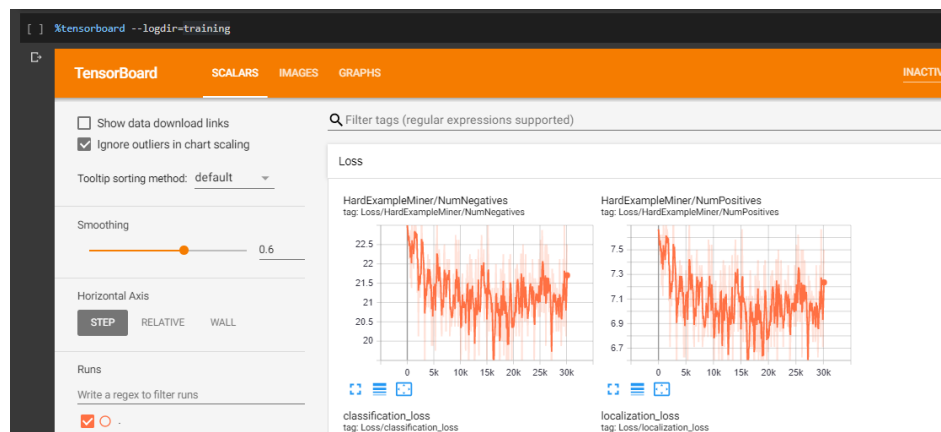 [ ] %tensorboard --logdir=training
TensorBoard SCALARS IMAGES GRAPHS INACTIV
Show data download links
Ignore outliers in chart scaling
Tooltip sorting method: default
Smoothing
0.6
Horizontal Axis
STEP RELATIVE WALL
Runs
Write a regex to filter runs
.
Filter tags (regular expressions supported)
Loss
HardExampleMiner/NumNegatives
tag: Loss/HardExampleMiner/NumNegatives
22.5
22
21.5
21
20.5
20
0 5k 10k 15k 20k 25k 30k
HardExampleMiner/NumPositives
tag: Loss/HardExampleMiner/NumPositives
7.5
7.3
7.1
6.9
6.7
0 5k 10k 15k 20k 25k 30k
classification_loss
tag: Loss/classification_loss
localization_loss
tag: Loss/localization_loss